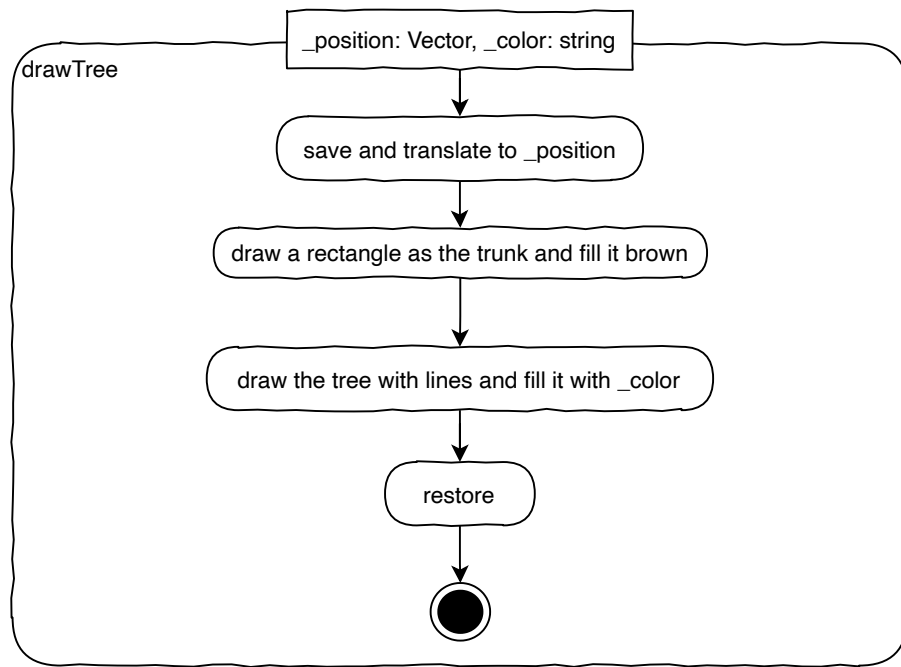 _position: Vector, _color: string
drawTree
save and translate to _position
draw a rectangle as the trunk and fill it brown
draw the tree with lines and fill it with _color
restore